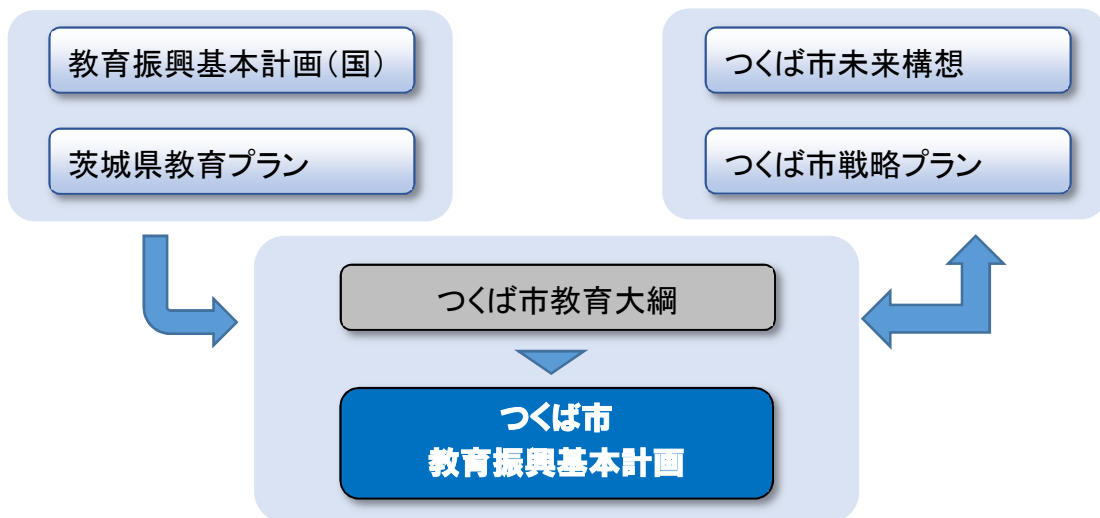 教育振興基本計画(国)
茨城県教育プラン
つくば市未来構想
つくば市戦略プラン
つくば市教育大綱
つくば市
教育振興基本計画